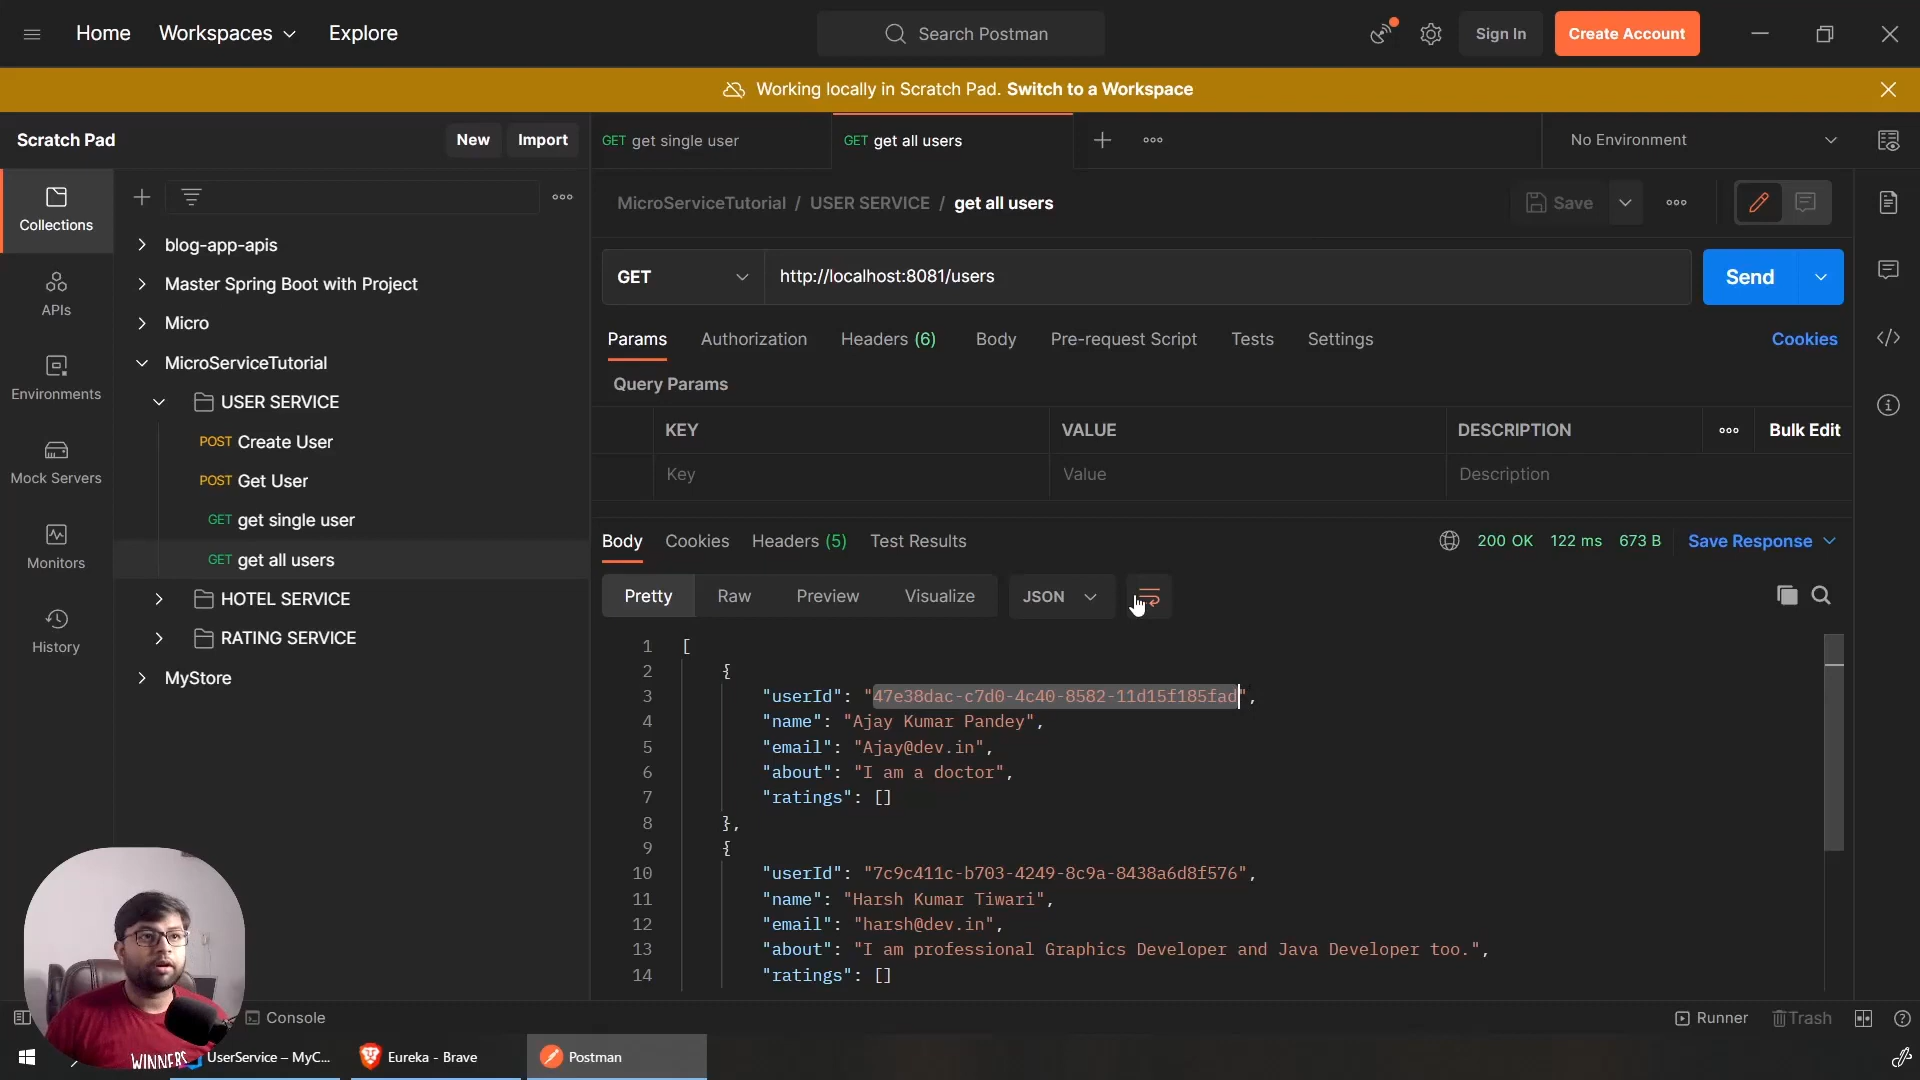 Home Workspaces Explore Search Postman Sign In Create Account
Working locally in Scratch Pad. Switch to a Workspace
Scratch Pad New Import GET get single user GET get all users No Environment
Collections
APIs
Environments
Mock Servers
Monitors
History
blog-app-apis
Master Spring Boot with Project
Micro
MicroServiceTutorial
USER SERVICE
POST Create User
POST Get User
GET get single user
GET get all users
HOTEL SERVICE
RATING SERVICE
MyStore
MicroServiceTutorial / USER SERVICE / get all users Save
GET http://localhost:8081/users Send
Params Authorization Headers (6) Body Pre-request Script Tests Settings Cookies
Query Params
KEY VALUE DESCRIPTION Bulk Edit
Key Value Description
Body Cookies Headers (5) Test Results 200 OK 122 ms 673 B Save Response
Pretty Raw Preview Visualize JSON
1 [
2 {
3 "userId": "47e38dac-c7d0-4c40-8582-11d15f185fad",
4 "name": "Ajay Kumar Pandey",
5 "email": "Ajay@dev.in",
6 "about": "I am a doctor",
7 "ratings": []
8 },
9 {
10 "userId": "7c9c411c-b703-4249-8c9a-8438a6d8f576",
11 "name": "Harsh Kumar Tiwari",
12 "email": "harsh@dev.in",
13 "about": "I am professional Graphics Developer and Java Developer too.",
14 "ratings": []
Console Runner Trash
WINNERS
UserService – MyC... Eureka - Brave Postman